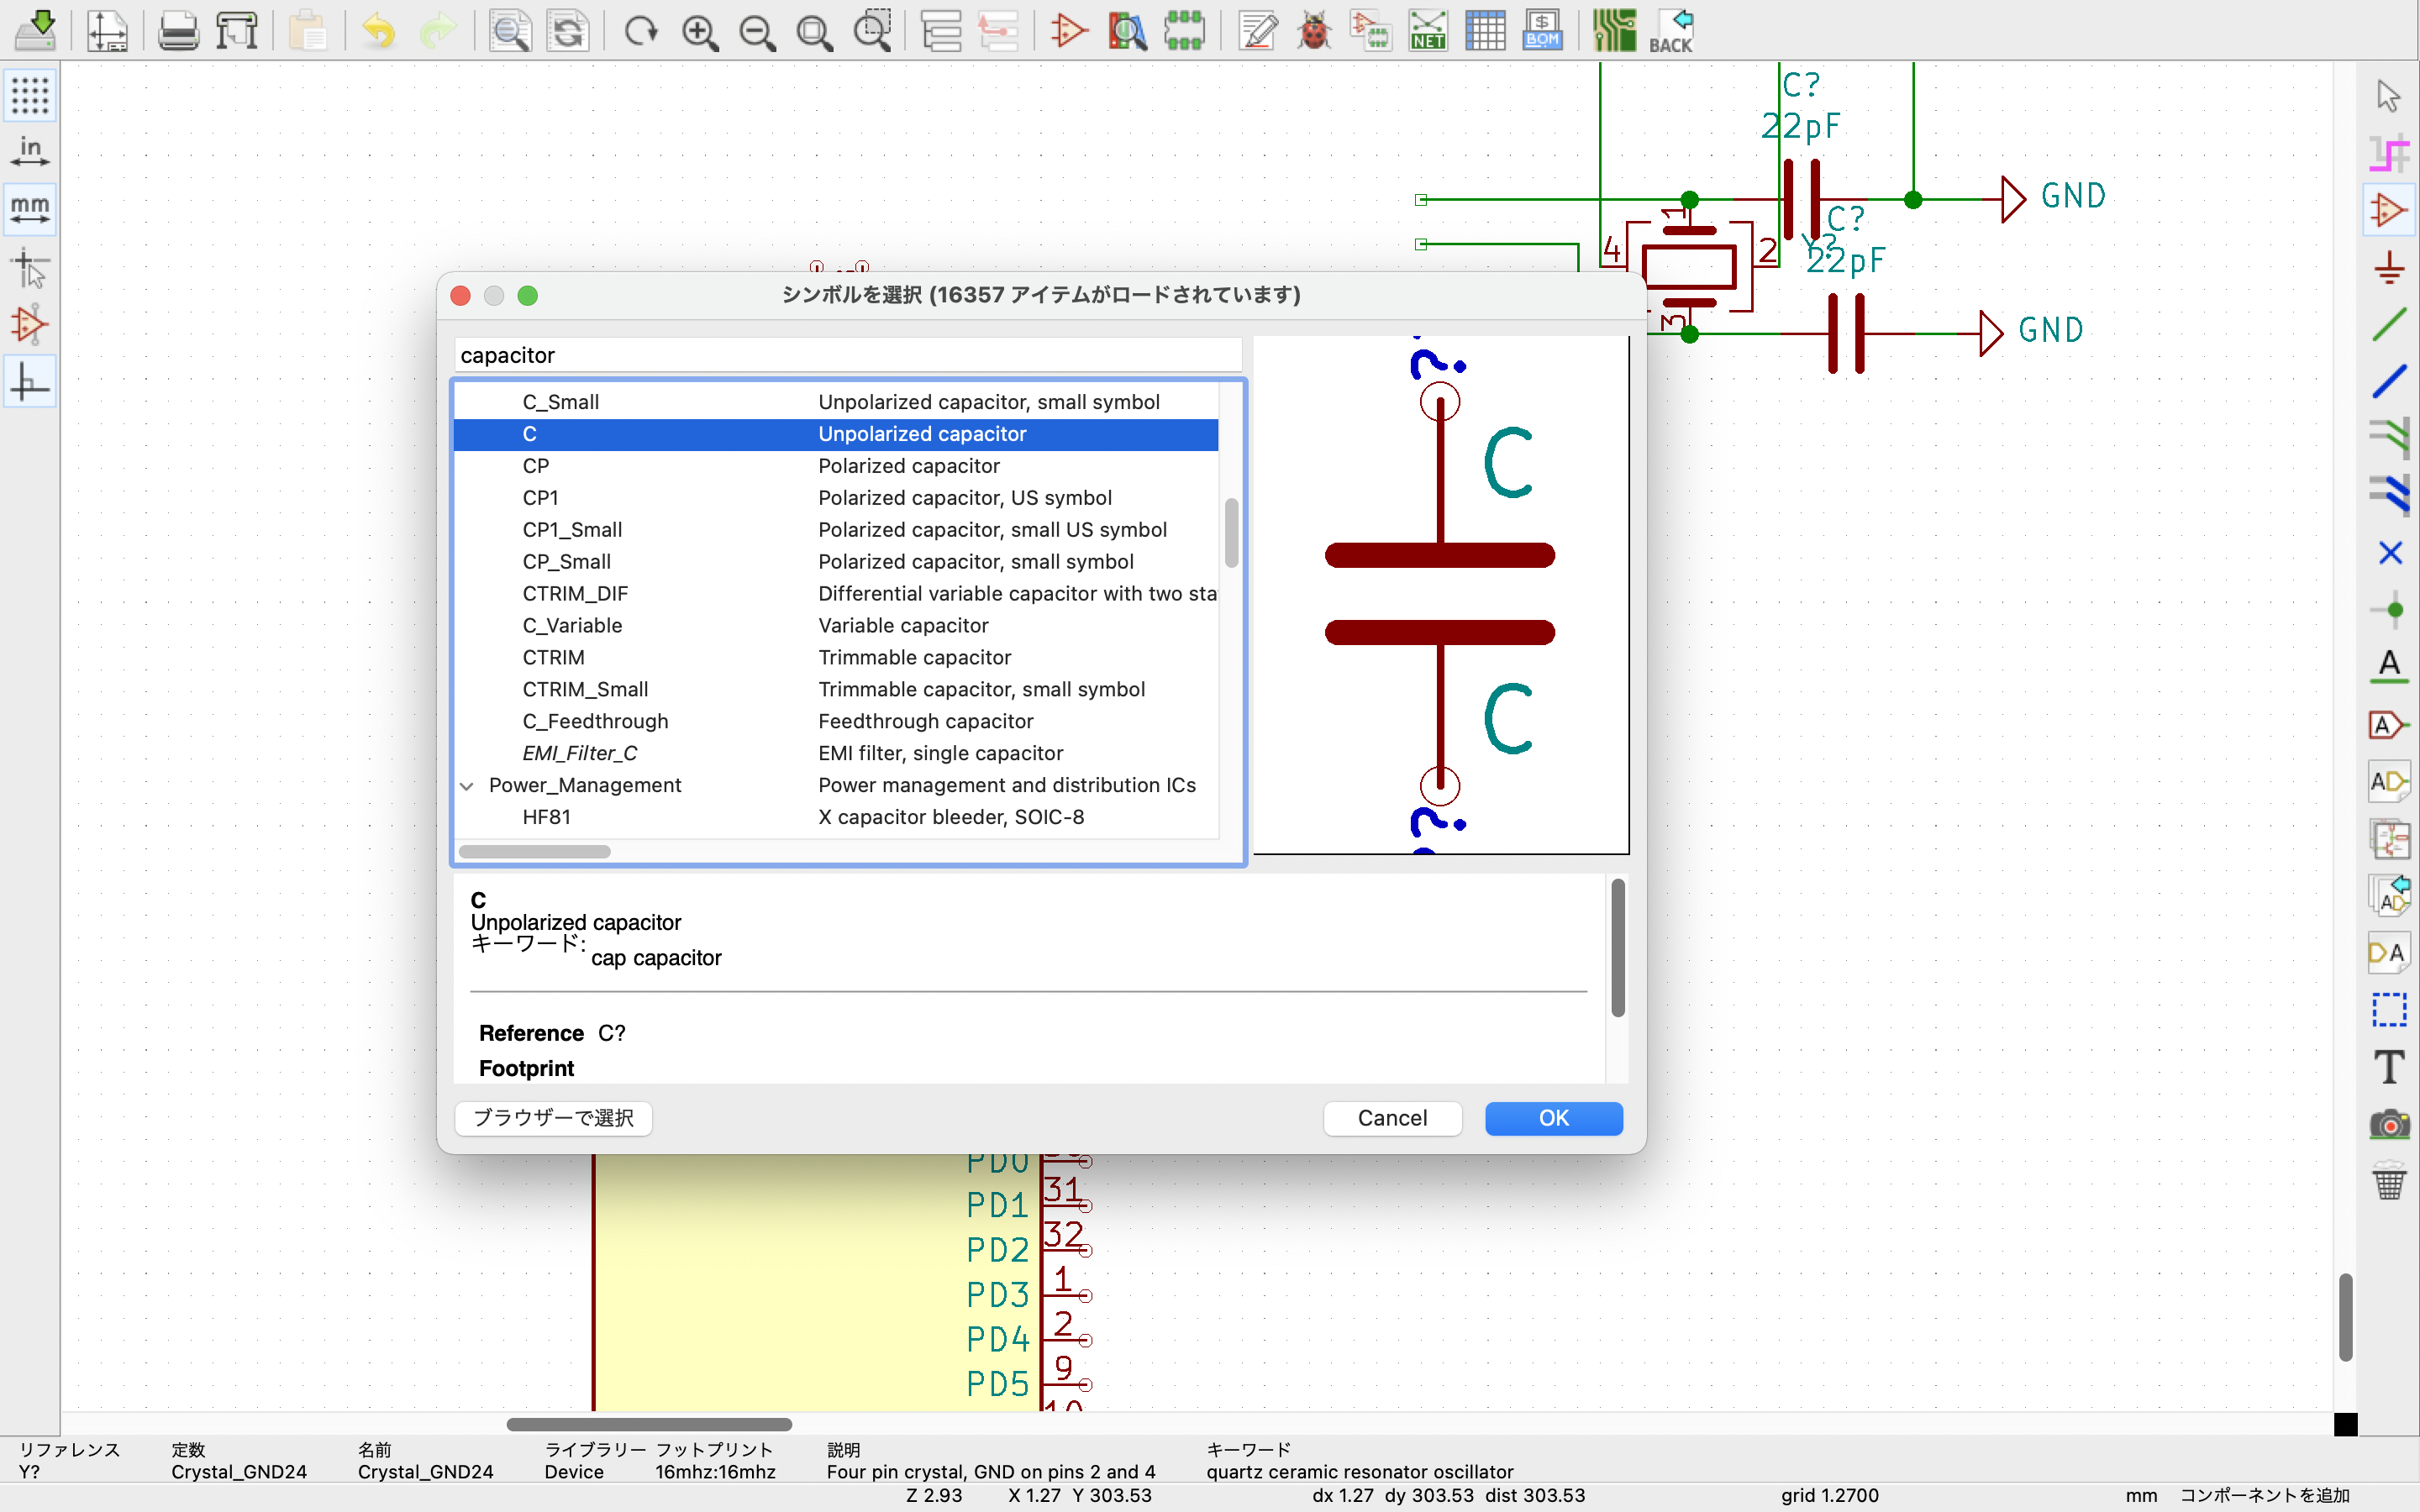 BACK
NET
$
BOM
in
mm
C?
22pF
1
GND
4
2
C?
Y?
22pF
3
GND
シンボルを選択 (16357 アイテムがロードされています)
capacitor
C_Small Unpolarized capacitor, small symbol
C Unpolarized capacitor
CP Polarized capacitor
CP1 Polarized capacitor, US symbol
CP1_Small Polarized capacitor, small US symbol
CP_Small Polarized capacitor, small symbol
CTRIM_DIF Differential variable capacitor with two sta
C_Variable Variable capacitor
CTRIM Trimmable capacitor
CTRIM_Small Trimmable capacitor, small symbol
C_Feedthrough Feedthrough capacitor
EMI_Filter_C EMI filter, single capacitor
Power_Management Power management and distribution ICs
HF81 X capacitor bleeder, SOIC-8
C
C
C
Unpolarized capacitor
キーワード:
cap capacitor
Reference C?
Footprint
ブラウザーで選択
Cancel
OK
PD0
PD1 31
PD2 32
PD3 1
PD4 2
PD5 9
10
A
A
AD
AD
DA
T
リファレンス 定数 名前 ライブラリー フットプリント 説明 キーワード
Y? Crystal_GND24 Crystal_GND24 Device 16mhz:16mhz Four pin crystal, GND on pins 2 and 4 quartz ceramic resonator oscillator
Z 2.93 X 1.27 Y 303.53 dx 1.27 dy 303.53 dist 303.53 grid 1.2700 mm コンポーネントを追加